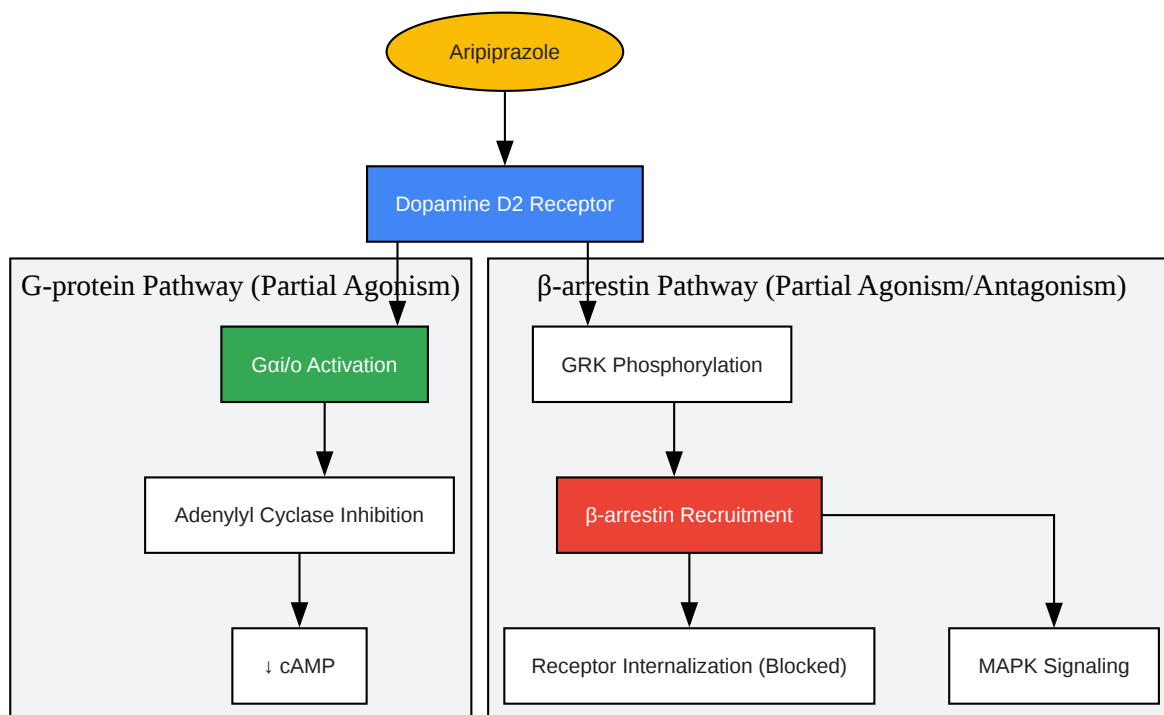 Aripiprazole
Dopamine D2 Receptor
G-protein Pathway (Partial Agonism)
Gαi/o Activation
Adenylyl Cyclase Inhibition
↓ cAMP
β-arrestin Pathway (Partial Agonism/Antagonism)
GRK Phosphorylation
β-arrestin Recruitment
Receptor Internalization (Blocked)
MAPK Signaling